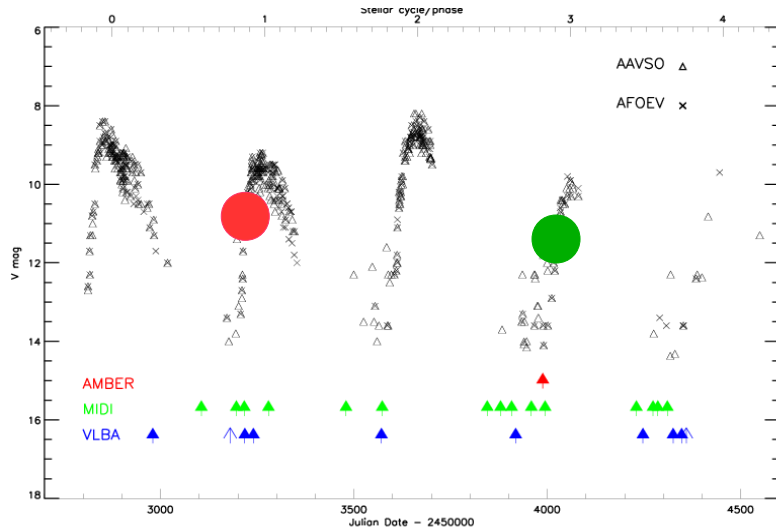 Stellar cycle/phase
0 1 2 3 4
6
AAVSO
AFOEV
8
10
12
14
V mag
AMBER
MIDI
VLBA
16
18
3000 3500 4000 4500
Julian Date - 2450000